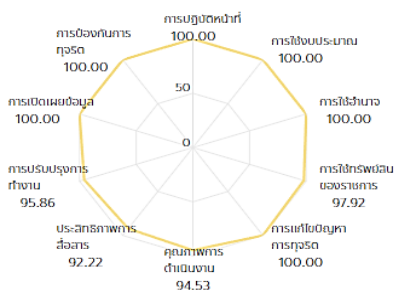 การปฏิบัติหน้าที่
100.00
การใช้งบประมาณ
100.00
การใช้อำนาจ
100.00
การใช้ทรัพย์สิน
ของราชการ
97.92
การแก้ไขปัญหา
การทุจริต
100.00
คุณภาพการ
ดำเนินงาน
94.53
ประสิทธิภาพการ
สื่อสาร
92.22
การปรับปรุงการ
ทำงาน
95.86
การเปิดเผยข้อมูล
100.00
การป้องกันการ
ทุจริต
100.00
50
0